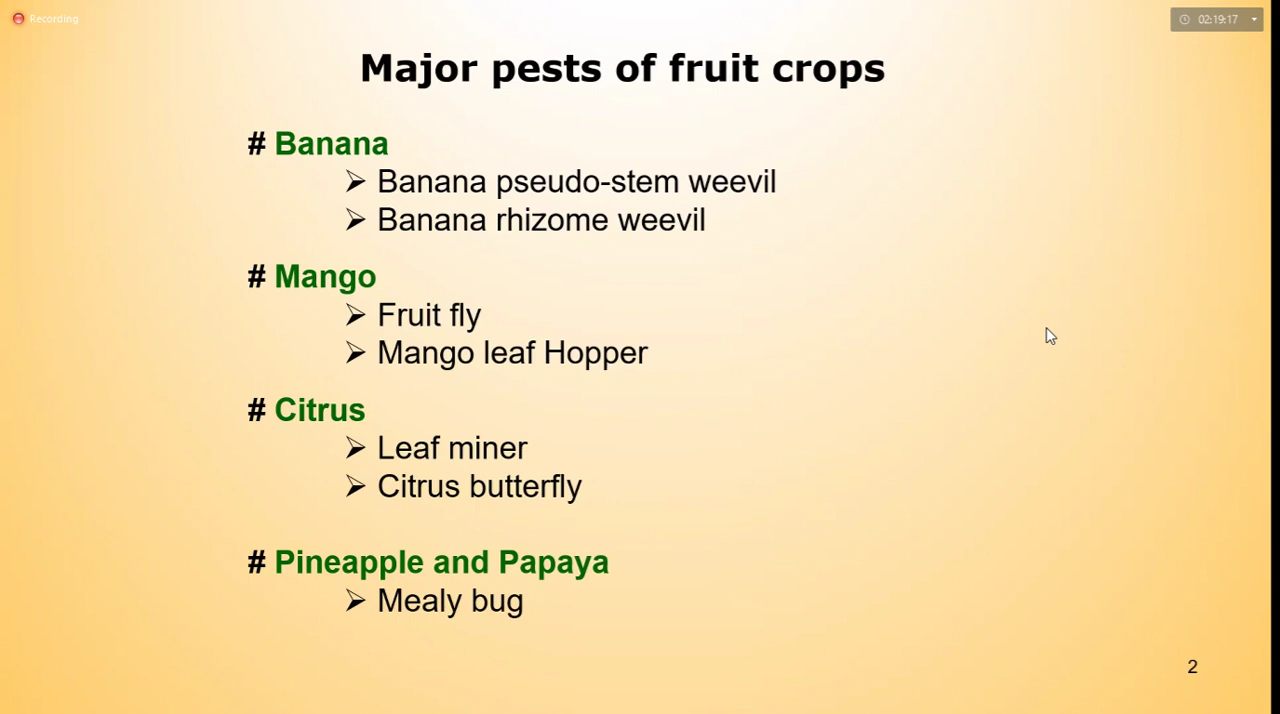 Recording
02:19:17
Major pests of fruit crops
# Banana
➢ Banana pseudo-stem weevil
➢ Banana rhizome weevil
# Mango
➢ Fruit fly
➢ Mango leaf Hopper
# Citrus
➢ Leaf miner
➢ Citrus butterfly
# Pineapple and Papaya
➢ Mealy bug
2